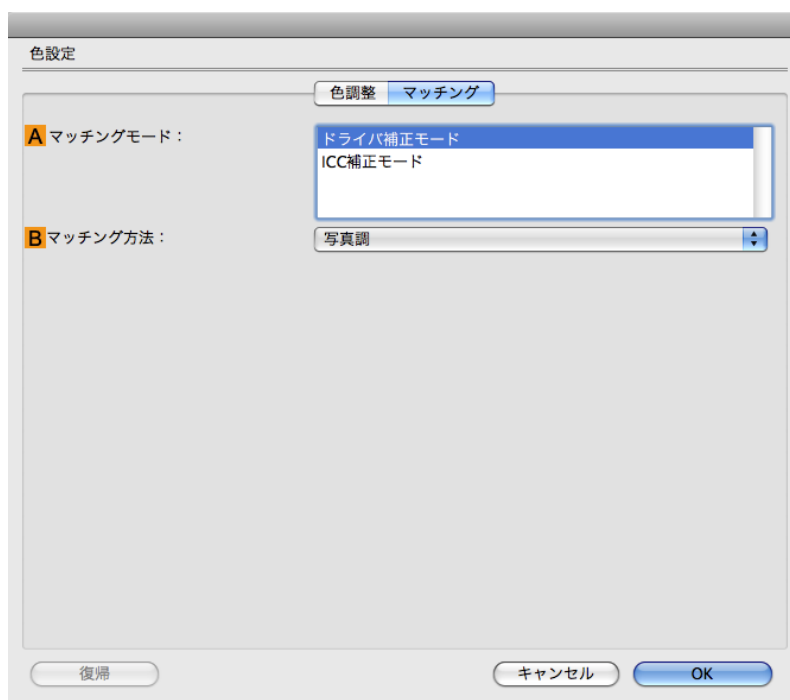 色設定
色調整 マッチング
A マッチングモード：
ドライバ補正モード
ICC補正モード
B マッチング方法：
写真調
復帰 キャンセル OK